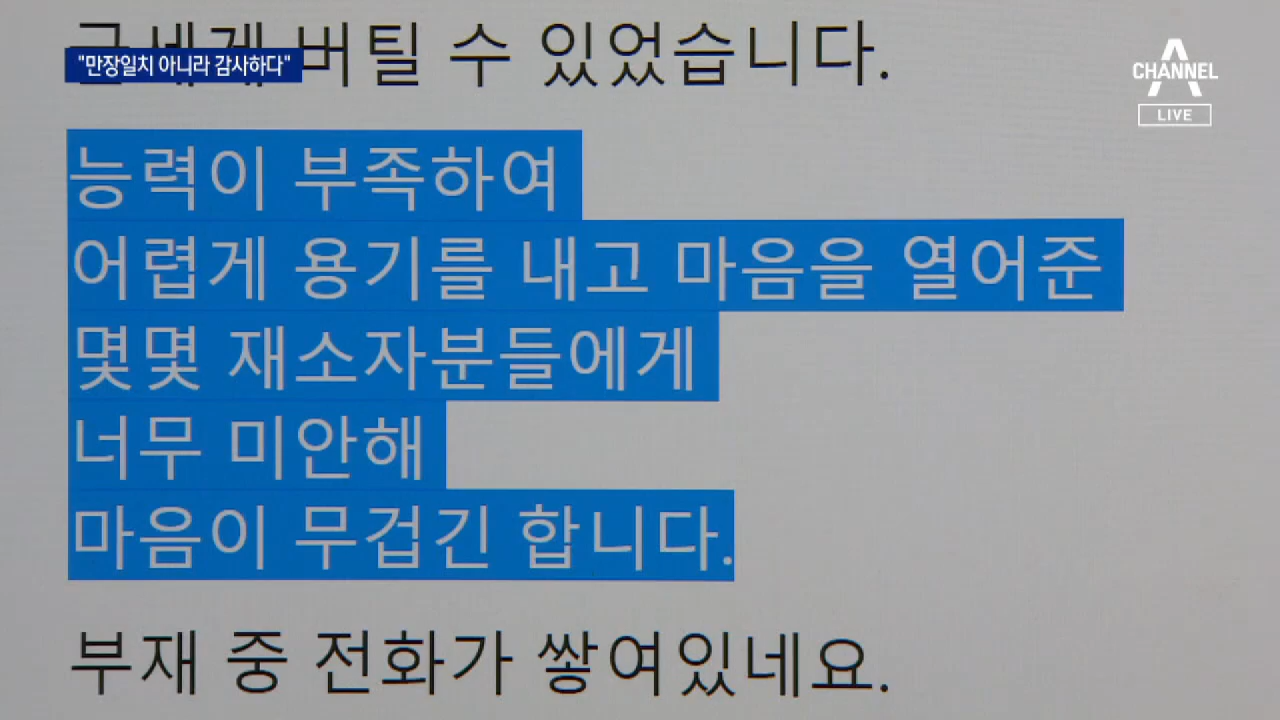 버틸 수 있었습니다.
"만장일치 아니라 감사하다"
CHANNEL A
LIVE
능력이 부족하여
어렵게 용기를 내고 마음을 열어준
몇몇 재소자분들에게
너무 미안해
마음이 무겁긴 합니다.
부재 중 전화가 쌓여있네요.